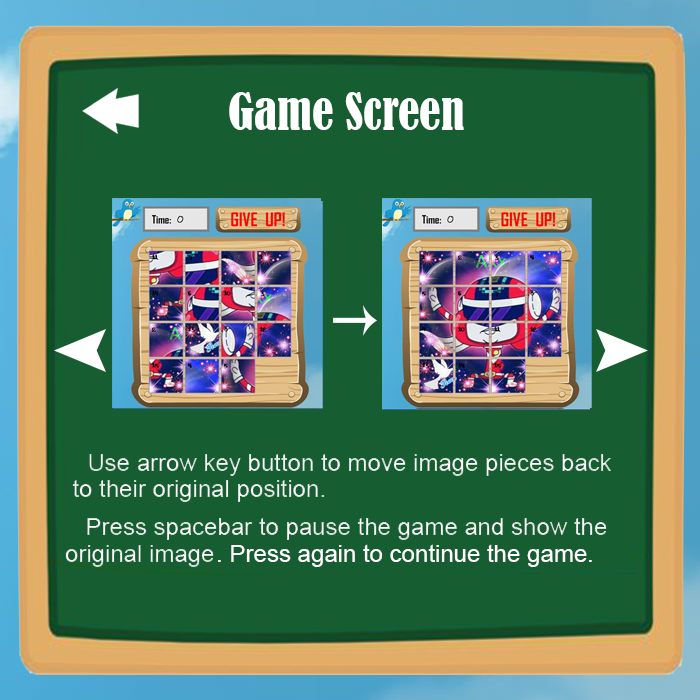 Game Screen
Time: 0 GIVE UP!
Time: 0 GIVE UP!
Use arrow key button to move image pieces back
to their original position.
Press spacebar to pause the game and show the
original image. Press again to continue the game.